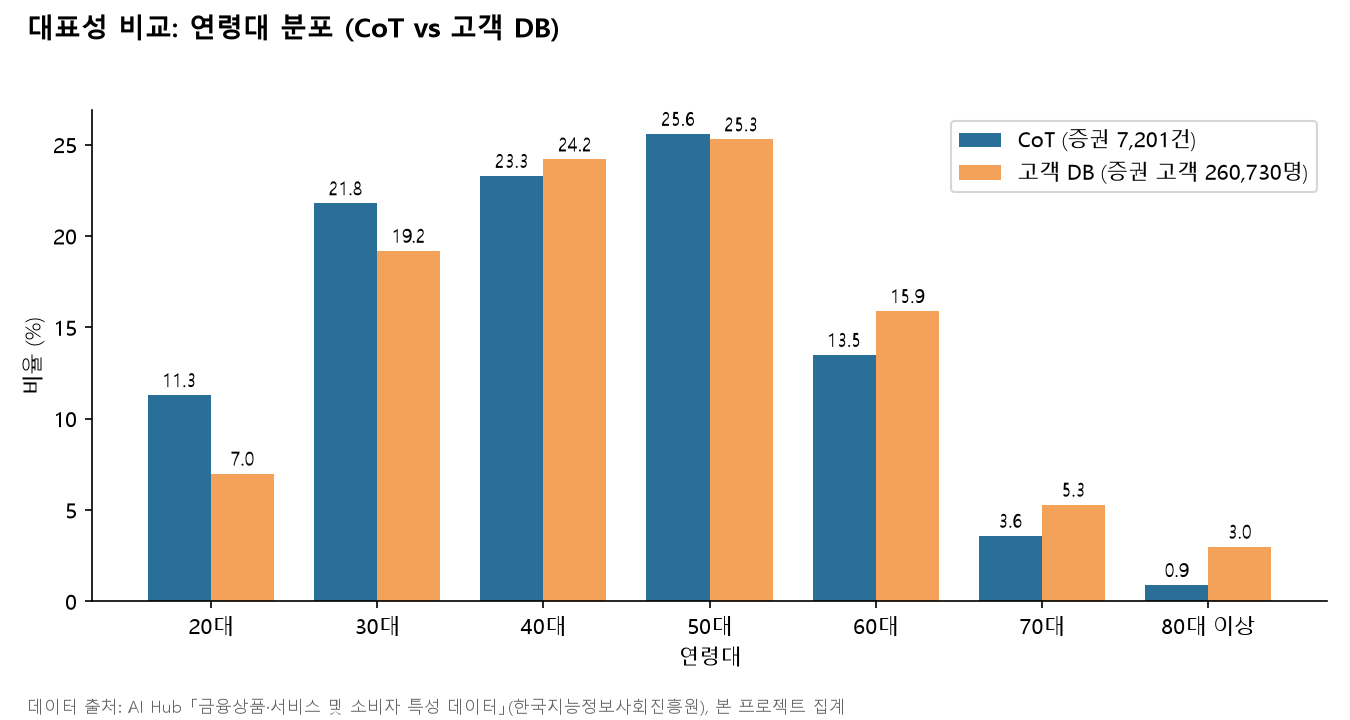 대표성 비교: 연령대 분포 (CoT vs 고객 DB)
CoT (증권 7,201건)
고객 DB (증권 고객 260,730명)
비율 (%)
25
20
15
10
5
0
11.3
7.0
21.8
19.2
23.3
24.2
25.6
25.3
13.5
15.9
3.6
5.3
0.9
3.0
20대
30대
40대
50대
60대
70대
80대 이상
연령대
데이터 출처: AI Hub 「금융상품·서비스 및 소비자 특성 데이터」(한국지능정보사회진흥원), 본 프로젝트 집계